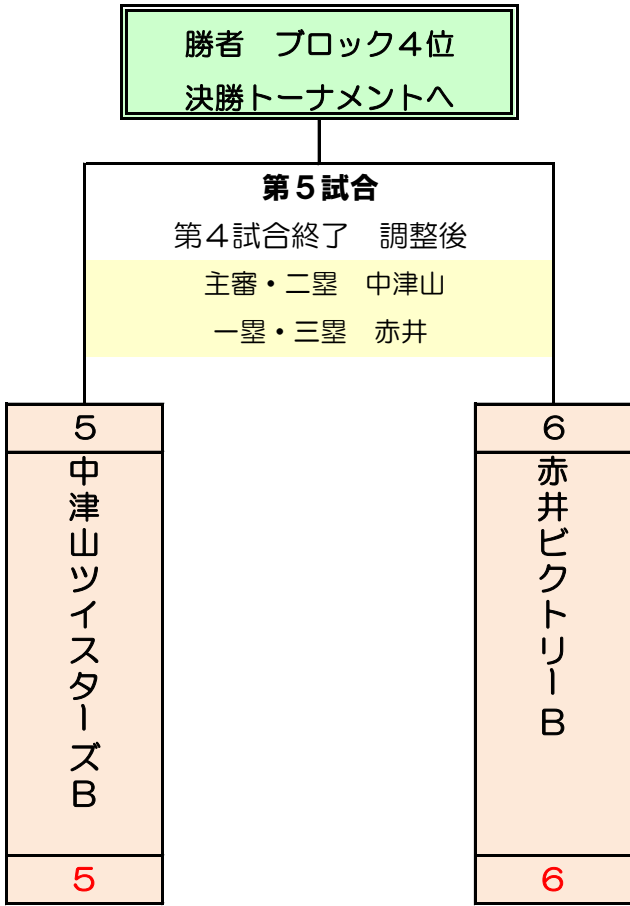 勝者　ブロック４位
決勝トーナメントへ
第５試合
第４試合終了　調整後
主審・二塁　中津山
一塁・三塁　赤井
５
中津山ツイスターズＢ
５
６
赤井ビクトリーＢ
６